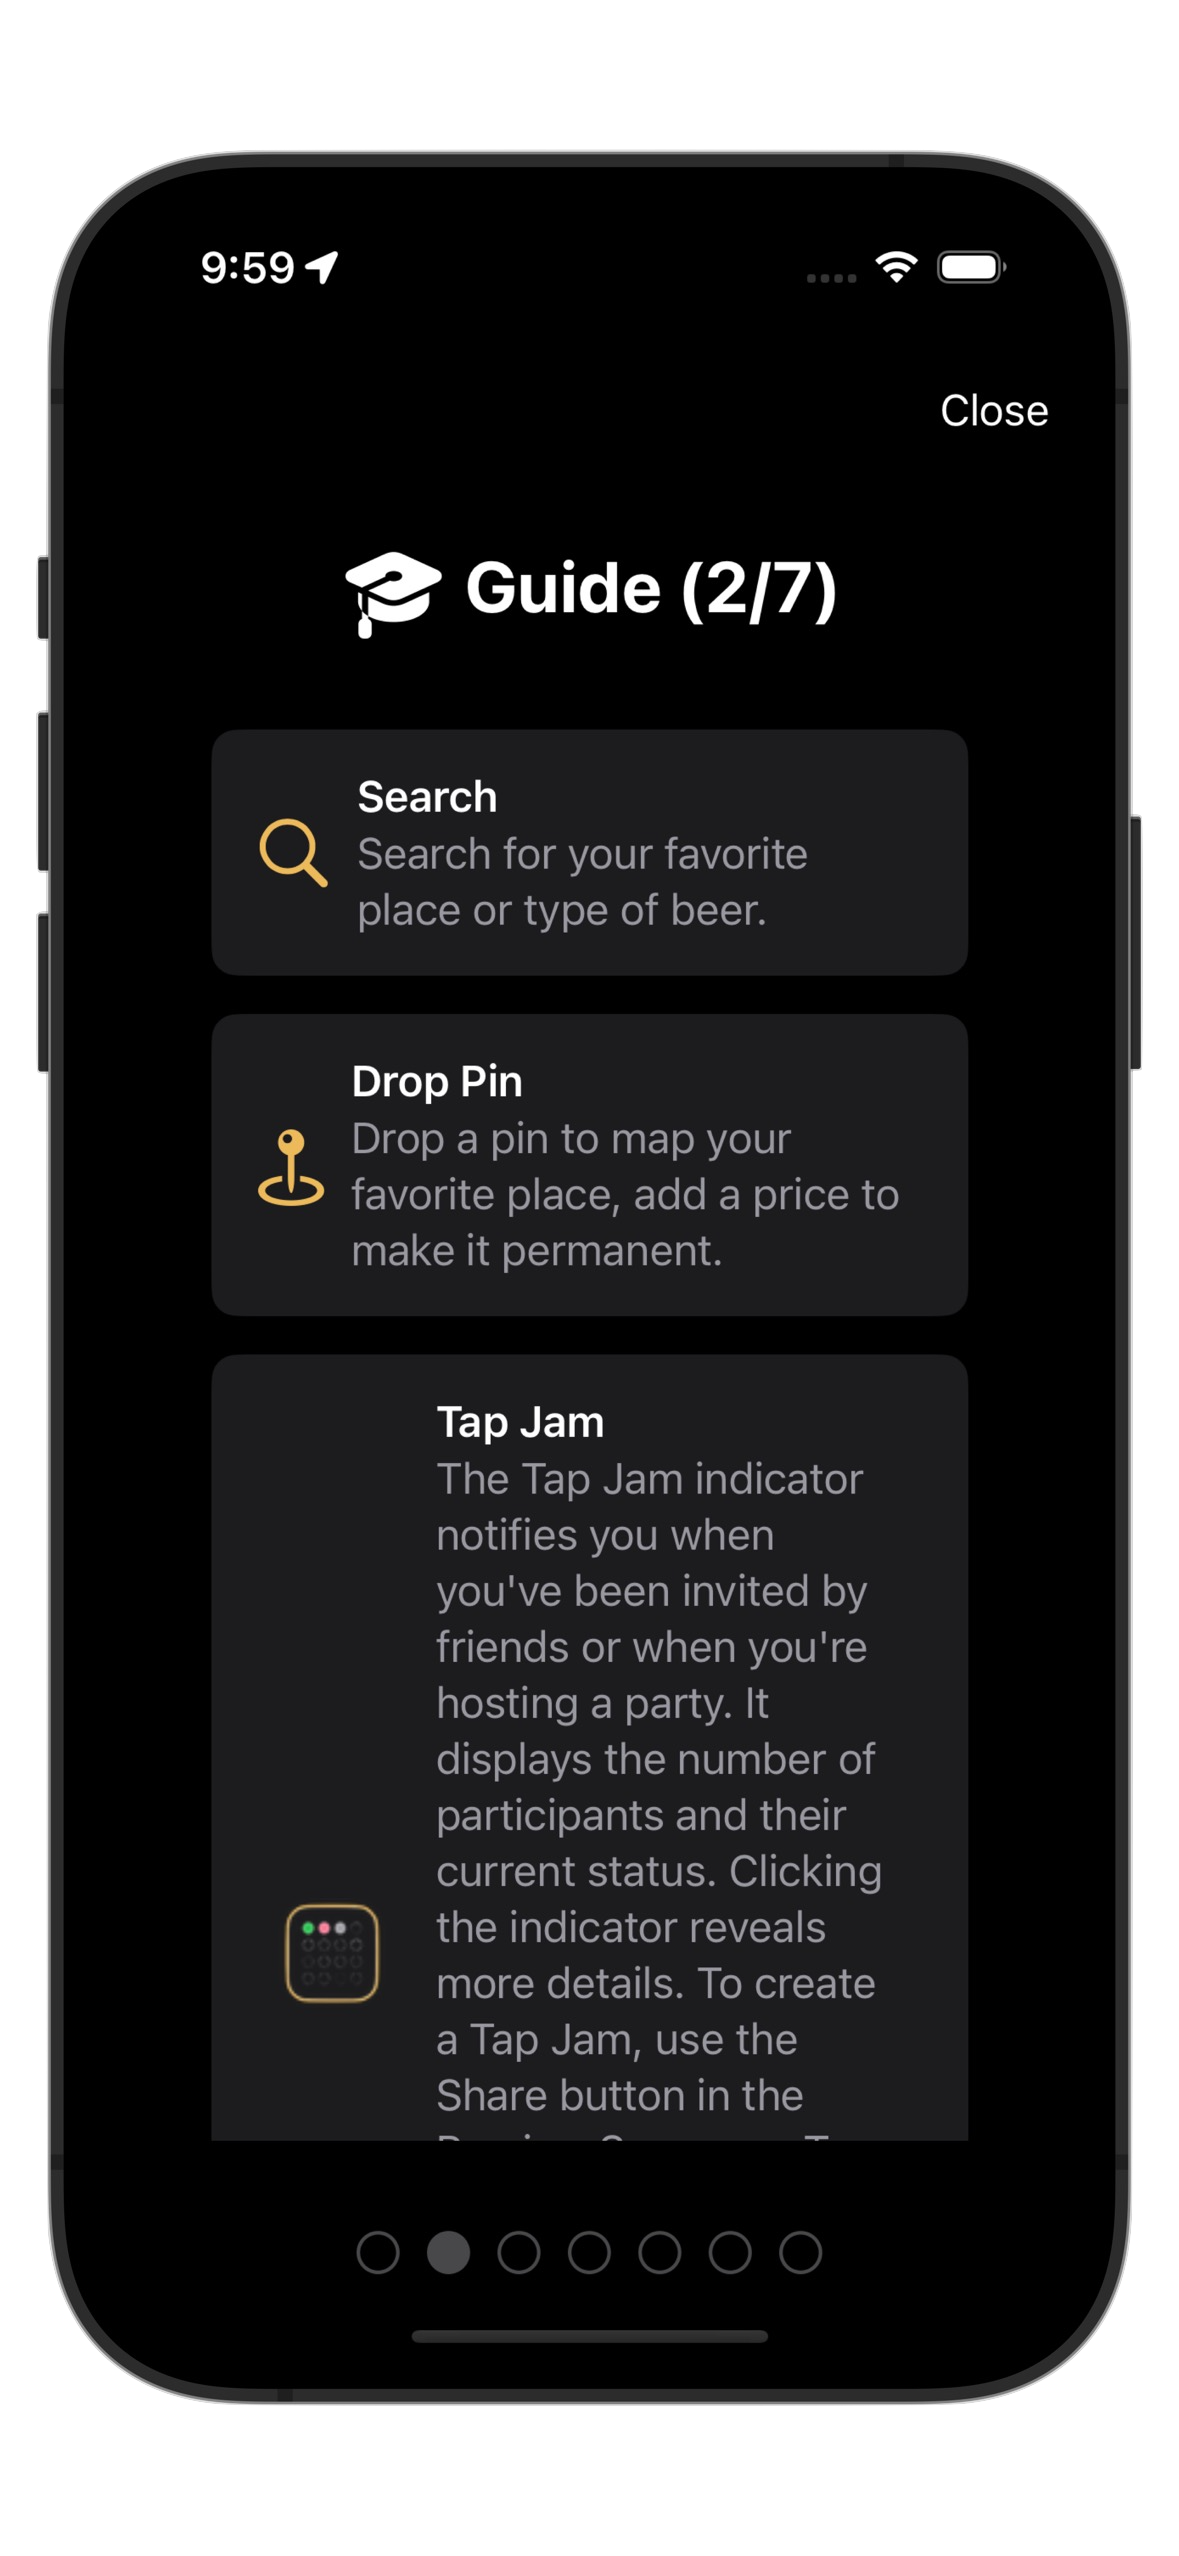 9:59
Close
Guide (2/7)
Search
Search for your favorite
place or type of beer.
Drop Pin
Drop a pin to map your
favorite place, add a price to
make it permanent.
Tap Jam
The Tap Jam indicator
notifies you when
you've been invited by
friends or when you're
hosting a party. It
displays the number of
participants and their
current status. Clicking
the indicator reveals
more details. To create
a Tap Jam, use the
Share button in the